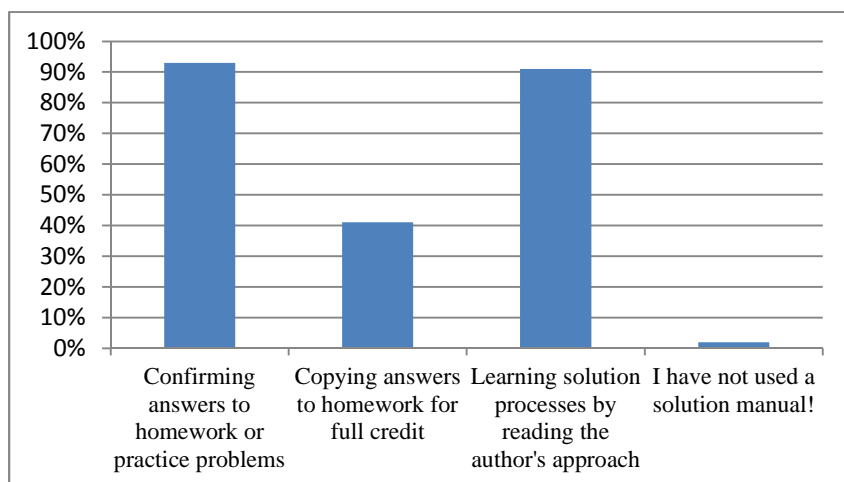 100%
90%
80%
70%
60%
50%
40%
30%
20%
10%
0%
Confirming
answers to
homework or
practice problems
Copying answers
to homework for
full credit
Learning solution
processes by
reading the
author's approach
I have not used a
solution manual!